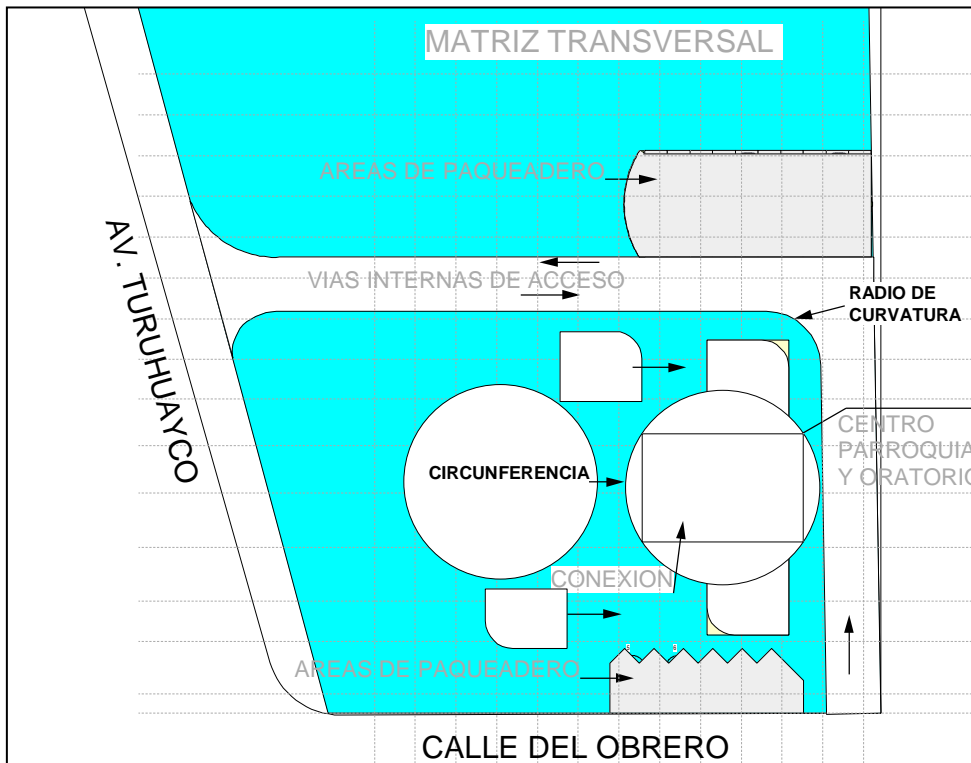 MATRIZ TRANSVERSAL
AREAS DE PAQUEADERO
AV. TURUHUAYCO
VIAS INTERNAS DE ACCESO
RADIO DE
CURVATURA
CENTRO
PARROQUIA
Y ORATORIO
CIRCUNFERENCIA
CONEXION
AREAS DE PAQUEADERO
CALLE DEL OBRERO